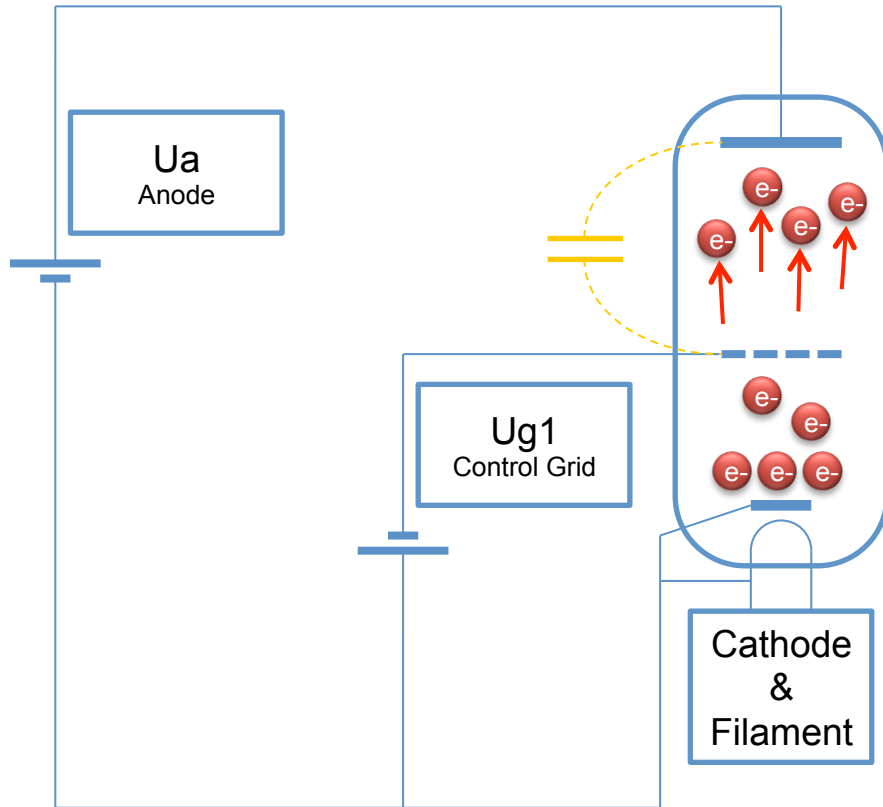 Ua
Anode
e-
e-
e-
e-
Ug1
Control Grid
e-
e-
e-
e-
e-
Cathode
&
Filament